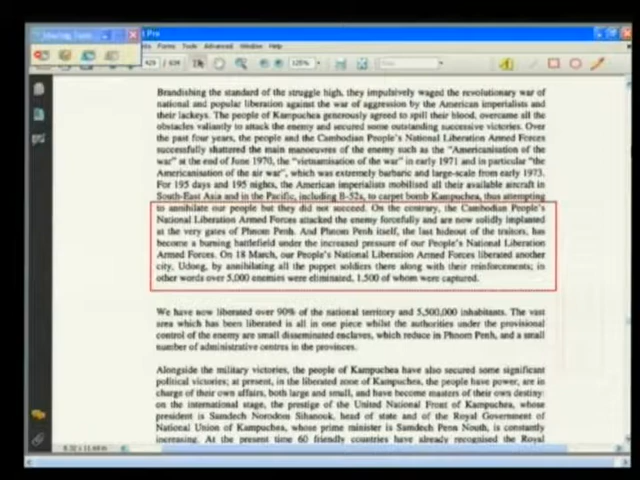 Forms Tools Advanced Window Help
125%
Brandishing the standard of the struggle high, they impulsively waged the revolutionary war of
national and popular liberation against the war of aggression by the American imperialists and
their lackeys. The people of Kampuchea generously agreed to spill their blood, overcame all the
obstacles valiantly to attack the enemy and secured some outstanding successive victories. Over
the past four years, the people and the Cambodian People's National Liberation Armed Forces
successfully shattered the main manoeuvres of the enemy such as the "Americanisation of the
war" at the end of June 1970, the "vietnamisation of the war" in early 1971 and in particular "the
Americanisation of the air war", which was extremely barbaric and large-scale from early 1973.
For 195 days and 195 nights, the American imperialists mobilised all their available aircraft in
South-East Asia and in the Pacific, including B-52s, to carpet bomb Kampuchea, thus attempting
to annihilate our people but they did not succeed. On the contrary, the Cambodian People's
National Liberation Armed Forces attacked the enemy forcefully and are now solidly implanted
at the very gates of Phnom Penh. And Phnom Penh itself, the last hideout of the traitors, has
become a burning battlefield under the increased pressure of our People's National Liberation
Armed Forces. On 18 March, our People's National Liberation Armed Forces liberated another
city, Udong, by annihilating all the puppet soldiers there along with their reinforcements; in
other words over 5,000 enemies were eliminated, 1,500 of whom were captured.
We have now liberated over 90% of the national territory and 5,500,000 inhabitants. The vast
area which has been liberated is all in one piece whilst the authorities under the provisional
control of the enemy are small disseminated enclaves, which reduce in Phnom Penh, and a small
number of administrative centres in the provinces.
Alongside the military victories, the people of Kampuchea have also secured some significant
political victories; at present, in the liberated zone of Kampuchea, the people have power, are in
charge of their own affairs, both large and small, and have become masters of their own destiny:
on the international stage, the prestige of the United National Front of Kampuchea, whose
president is Samdech Norodom Sihanouk, head of state and of the Royal Government of
National Union of Kampuchea, whose prime minister is Samdech Penn Nouth, is constantly
increasing. At the present time 60 friendly countries have already recognised the Royal